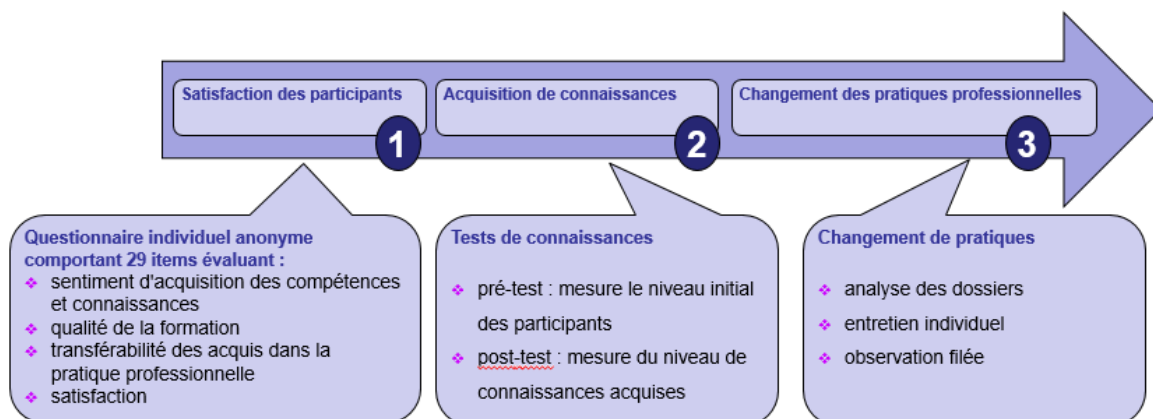 Satisfaction des participants
1
Acquisition de connaissances
2
Changement des pratiques professionnelles
3
Questionnaire individuel anonyme
comportant 29 items évaluant :
❖ sentiment d'acquisition des compétences
et connaissances
❖ qualité de la formation
❖ transférabilité des acquis dans la
pratique professionnelle
❖ satisfaction
Tests de connaissances
❖ pré-test : mesure le niveau initial
des participants
❖ post-test : mesure du niveau de
connaissances acquises
Changement de pratiques
❖ analyse des dossiers
❖ entretien individuel
❖ observation filée